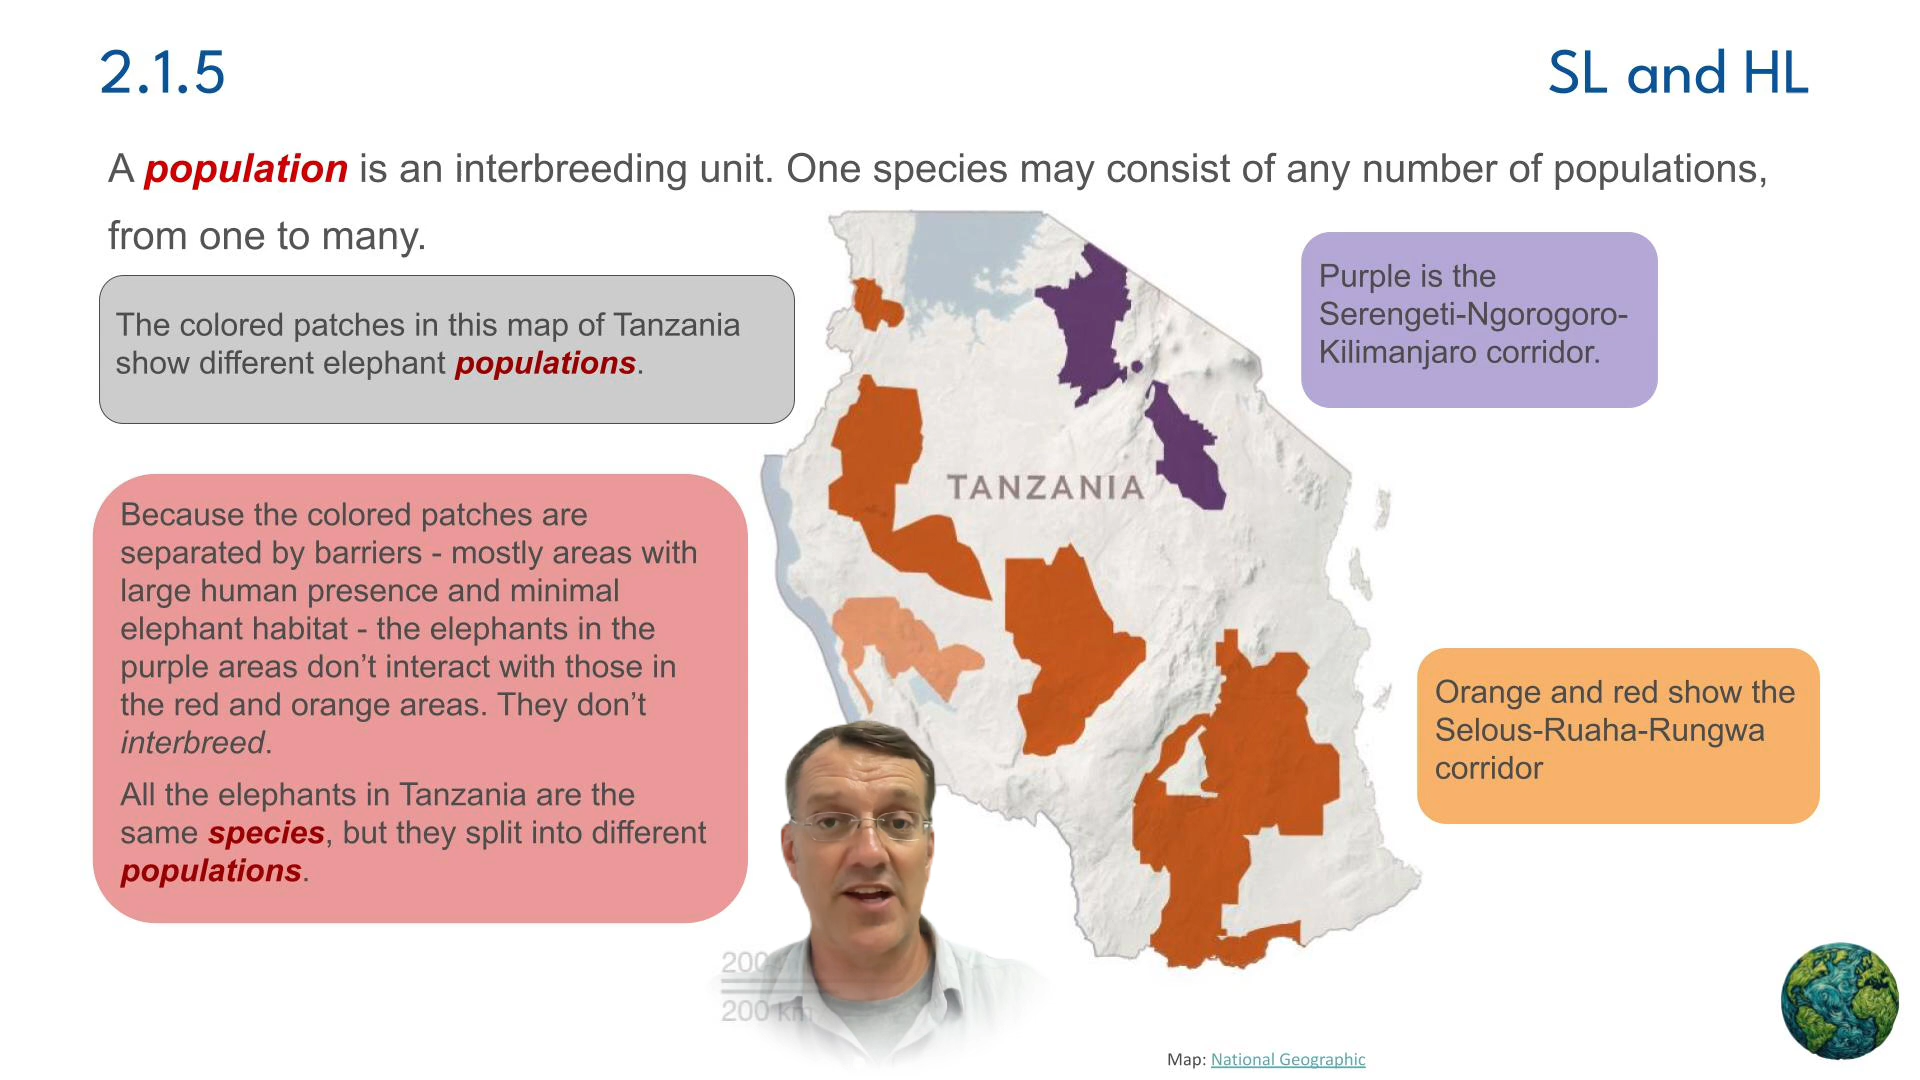 2.1.5
SL and HL
A population is an interbreeding unit. One species may consist of any number of populations,
from one to many.
The colored patches in this map of Tanzania
show different elephant populations.
Purple is the
Serengeti-Ngorogoro-
Kilimanjaro corridor.
TANZANIA
Because the colored patches are
separated by barriers - mostly areas with
large human presence and minimal
elephant habitat - the elephants in the
purple areas don’t interact with those in
the red and orange areas. They don’t
interbreed.
All the elephants in Tanzania are the
same species, but they split into different
populations.
Orange and red show the
Selous-Ruaha-Rungwa
corridor
200
200 km
Map: National Geographic